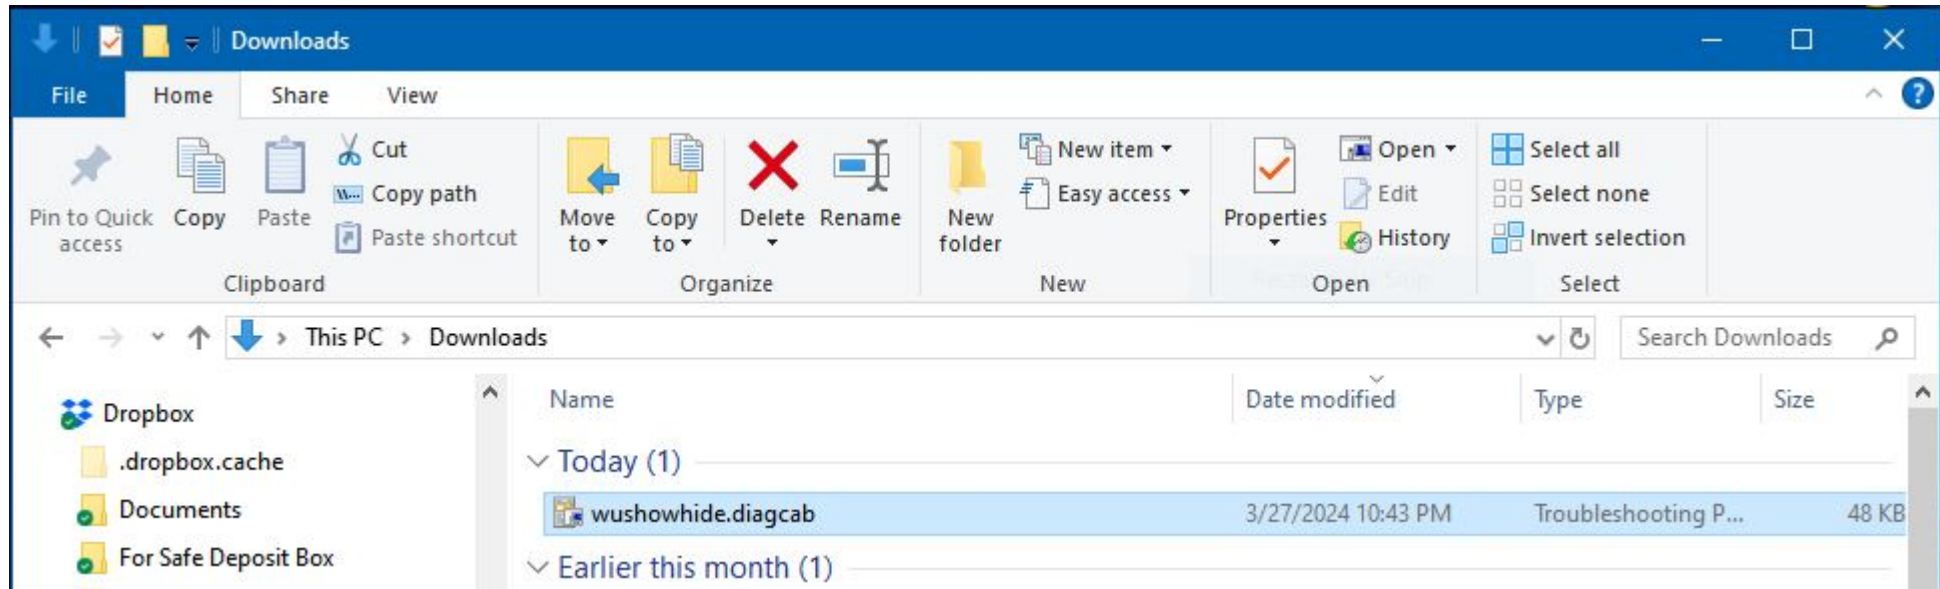 Downloads
File Home Share View
Pin to Quick access
Copy
Paste
Cut
Copy path
Paste shortcut
Clipboard
Move to
Copy to
Delete
Rename
Organize
New folder
New item
Easy access
New
Properties
Open
Edit
History
Open
Select all
Select none
Invert selection
Select
This PC > Downloads
Search Downloads
Dropbox
.dropbox.cache
Documents
For Safe Deposit Box
Name Date modified Type Size
Today (1)
wushowhide.diagcab 3/27/2024 10:43 PM Troubleshooting P... 48 KB
Earlier this month (1)